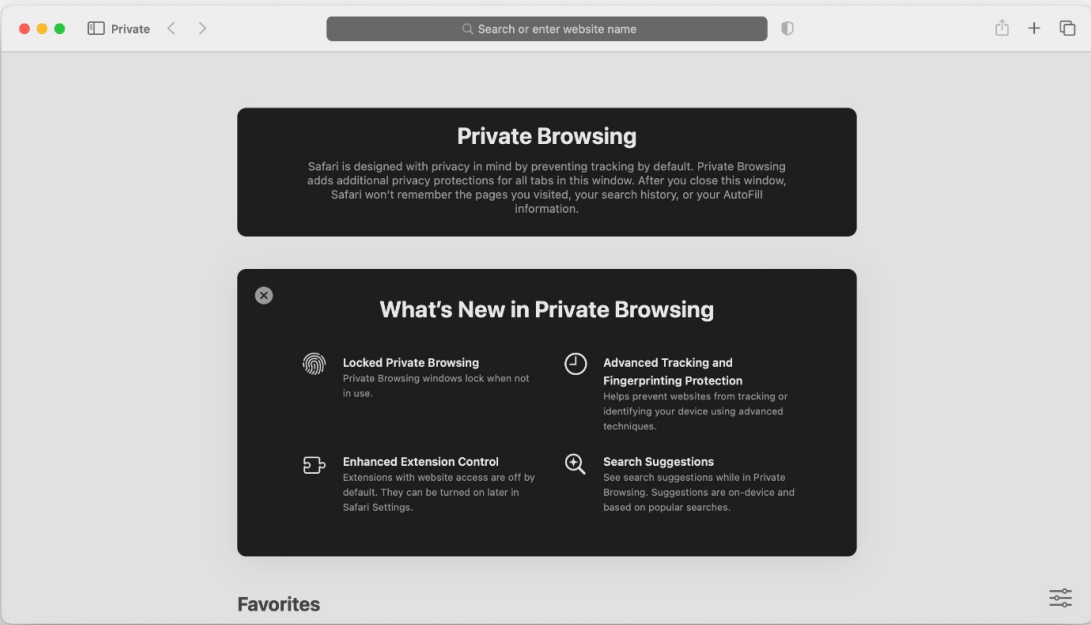 Private
Search or enter website name
Private Browsing
Safari is designed with privacy in mind by preventing tracking by default. Private Browsing
adds additional privacy protections for all tabs in this window. After you close this window,
Safari won't remember the pages you visited, your search history, or your AutoFill
information.
What's New in Private Browsing
Locked Private Browsing
Private Browsing windows lock when not
in use.
Advanced Tracking and
Fingerprinting Protection
Helps prevent websites from tracking or
identifying your device using advanced
techniques.
Enhanced Extension Control
Extensions with website access are off by
default. They can be turned on later in
Safari Settings.
Search Suggestions
See search suggestions while in Private
Browsing. Suggestions are on-device and
based on popular searches.
Favorites